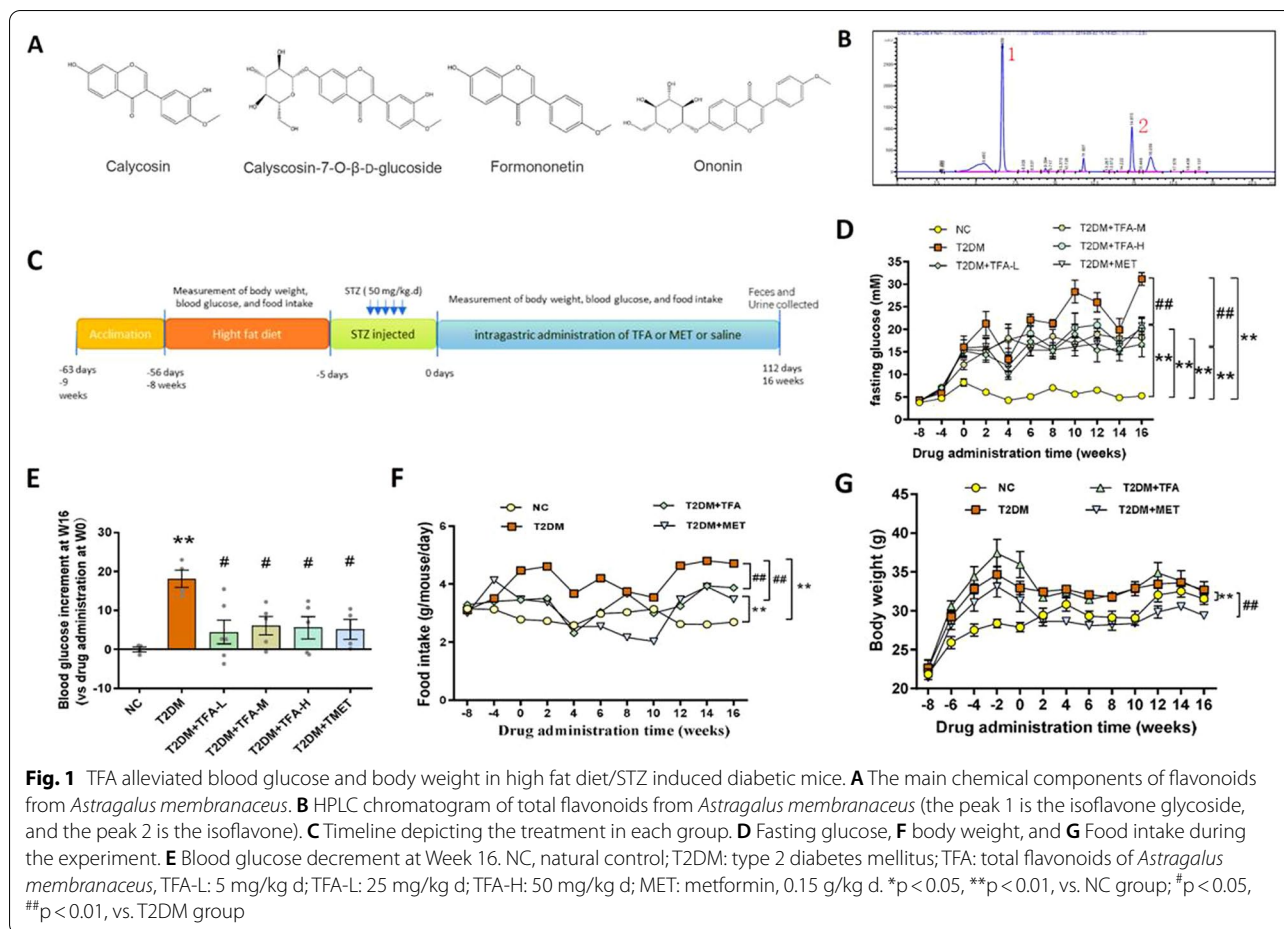 A
HO
O
O
OH
O
Calycosin
OH
HO
HO
OH
OH
O
O
O
O
OH
O
Calyscosin-7-O-β-D-glucoside
HO
O
O
O
Formononetin
OH
HO
OH
HO
O
O
O
O
O
Ononin
B
1
2
C
Measurement of body weight,
blood glucose, and food intake
STZ ( 50 mg/kg.d)
Measurement of body weight, blood glucose, and food intake
Feces and
Urine collected
Acclimation
Hight fat diet
STZ injected
intragastric administration of TFA or MET or saline
-63 days
-9
weeks
-56 days
-8 weeks
-5 days
0 days
112 days
16 weeks
D
NC
T2DM
T2DM+TFA-L
T2DM+TFA-M
T2DM+TFA-H
T2DM+MET
fasting glucose (mM)
35
30
25
20
15
10
5
0
-8 -4 0 2 4 6 8 10 12 14 16
Drug administration time (weeks)
##
**
**
**
##
**
**
E
Blood glucose increment at W16
(vs drug administration at W0)
30
20
10
0
-10
**
#
#
#
#
NC
T2DM
T2DM+TFA-L
T2DM+TFA-M
T2DM+TFA-H
T2DM+TMET
F
NC
T2DM
T2DM+TFA
T2DM+MET
Food intake (g/mouse/day)
6
4
2
0
-8 -4 0 2 4 6 8 10 12 14 16
Drug administration time (weeks)
##
**
##
**
G
NC
T2DM
T2DM+TFA
T2DM+MET
Body weight (g)
45
40
35
30
25
20
-8 -6 -4 -2 0 2 4 6 8 10 12 14 16
Drug administration time (weeks)
**
##
Fig. 1 TFA alleviated blood glucose and body weight in high fat diet/STZ induced diabetic mice. A The main chemical components of flavonoids
from Astragalus membranaceus. B HPLC chromatogram of total flavonoids from Astragalus membranaceus (the peak 1 is the isoflavone glycoside,
and the peak 2 is the isoflavone). C Timeline depicting the treatment in each group. D Fasting glucose, F body weight, and G Food intake during
the experiment. E Blood glucose decrement at Week 16. NC, natural control; T2DM: type 2 diabetes mellitus; TFA: total flavonoids of Astragalus
membranaceus, TFA-L: 5 mg/kg d; TFA-L: 25 mg/kg d; TFA-H: 50 mg/kg d; MET: metformin, 0.15 g/kg d. *p < 0.05, **p < 0.01, vs. NC group; #p < 0.05,
##p < 0.01, vs. T2DM group